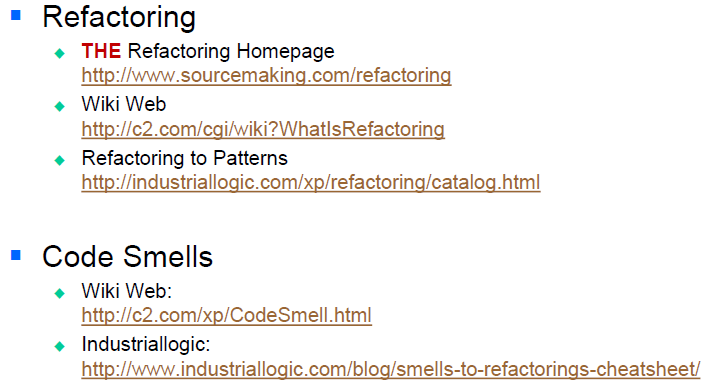 Refactoring
THE Refactoring Homepage
http://www.sourcemaking.com/refactoring
Wiki Web
http://c2.com/cgi/wiki?WhatIsRefactoring
Refactoring to Patterns
http://industriallogic.com/xp/refactoring/catalog.html
Code Smells
Wiki Web:
http://c2.com/xp/CodeSmell.html
Industriallogic:
http://www.industriallogic.com/blog/smells-to-refactorings-cheatsheet/